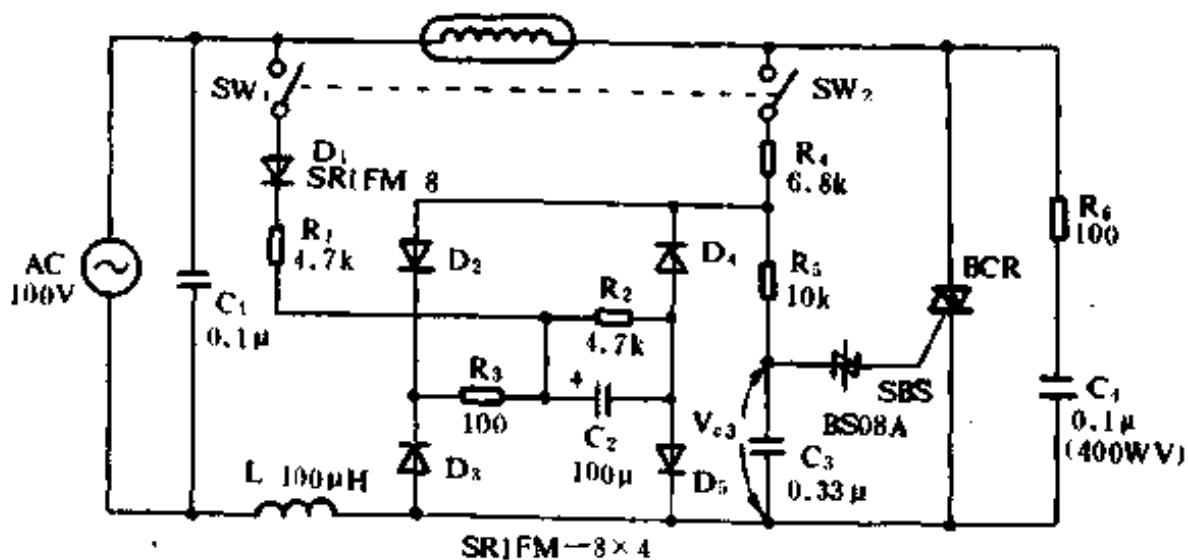 SW₁
SW₂
D₁
SR1FM 8
R₄
6.8k
R₁
4.7k
D₂
D₄
R₅
10k
BCR
R₆
100
AC
100V
C₁
0.1μ
R₂
4.7k
R₃
100
+
C₂
100μ
V_c3
SBS
BS08A
C₄
0.1μ
(400WV)
L 100μH
D₃
D₅
C₃
0.33μ
SR1FM—8×4